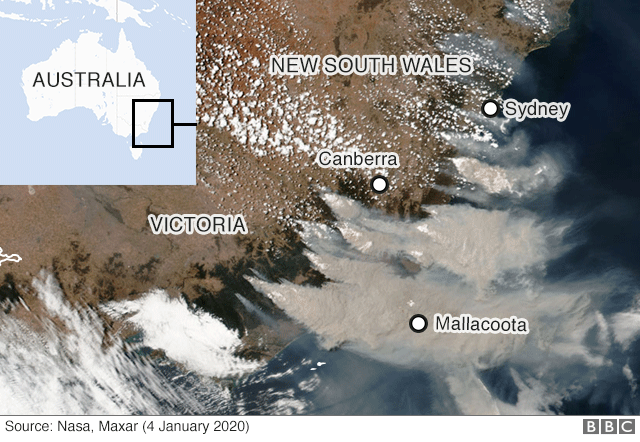 AUSTRALIA
NEW SOUTH WALES
Sydney
Canberra
VICTORIA
Mallacoota
Source: Nasa, Maxar (4 January 2020)
BBC